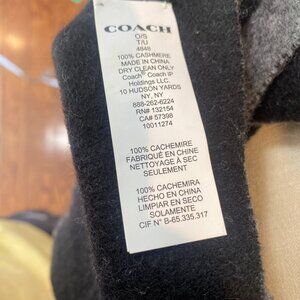 COACH
O/S
T/U
4848
100% CASHMERE
MADE IN CHINA
DRY CLEAN ONLY
Coach® Coach IP
Holdings LLC.
10 HUDSON YARDS
NY, NY
888-262-6224
RN# 132154
CA# 57398
10011274
100% CACHEMIRE
FABRIQUÉ EN CHINE
NETTOYAGE À SEC
SEULEMENT
100% CACHEMIRA
HECHO EN CHINA
LIMPIAR EN SECO
SOLAMENTE
CIF N° B-65.335.317